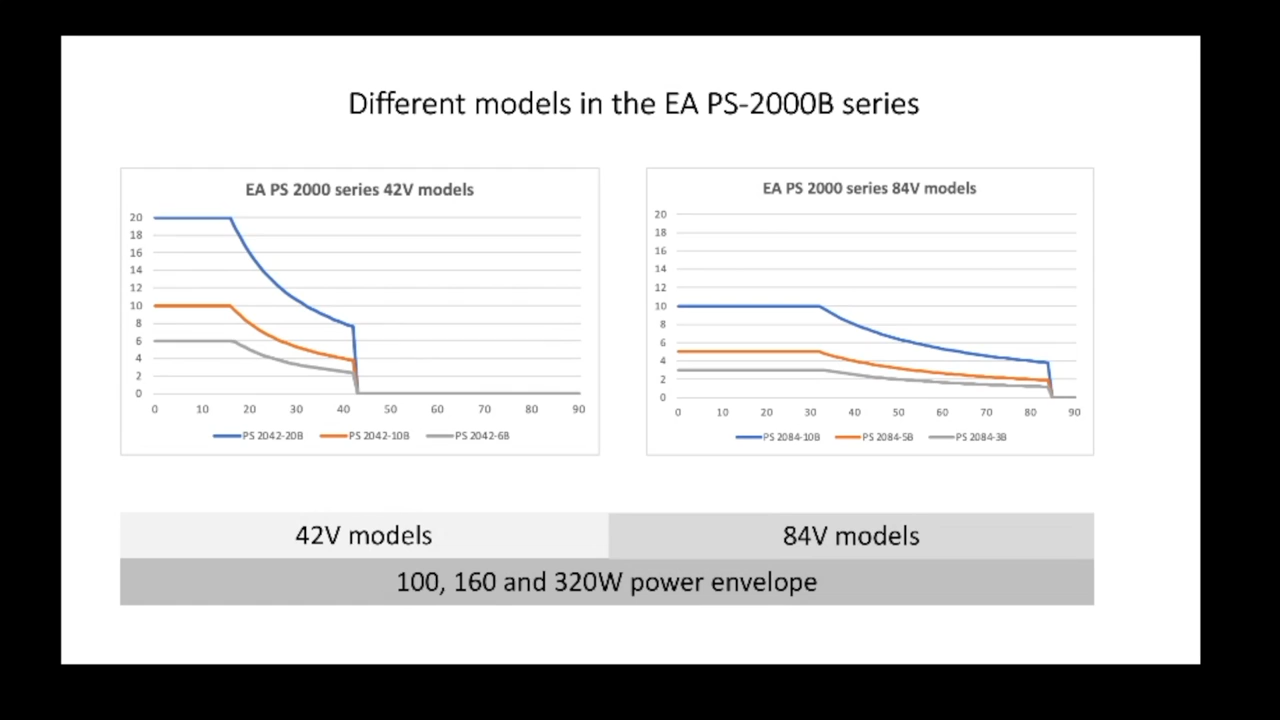 Different models in the EA PS-2000B series
EA PS 2000 series 42V models
20
18
16
14
12
10
8
6
4
2
0
0 10 20 30 40 50 60 70 80 90
PS 2042-20B PS 2042-10B PS 2042-6B
EA PS 2000 series 84V models
20
18
16
14
12
10
8
6
4
2
0
0 10 20 30 40 50 60 70 80 90
PS 2084-10B PS 2084-5B PS 2084-3B
42V models 84V models
100, 160 and 320W power envelope